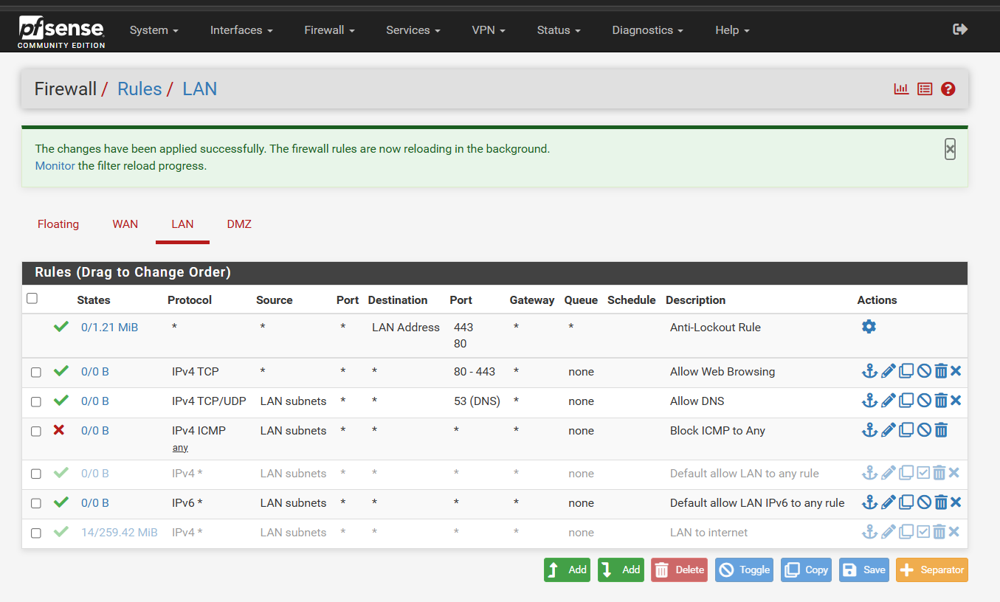 pfsense
COMMUNITY EDITION
System Interfaces Firewall Services VPN Status Diagnostics Help
Firewall / Rules / LAN
The changes have been applied successfully. The firewall rules are now reloading in the background.
Monitor the filter reload progress.
Floating WAN LAN DMZ
Rules (Drag to Change Order)
States Protocol Source Port Destination Port Gateway Queue Schedule Description Actions
0/1.21 MiB * * * LAN Address 443 * * Anti-Lockout Rule
80
0/0 B IPv4 TCP * * * 80 - 443 * none Allow Web Browsing
0/0 B IPv4 TCP/UDP LAN subnets * * 53 (DNS) * none Allow DNS
0/0 B IPv4 ICMP LAN subnets * * * * none Block ICMP to Any
any
0/0 B IPv4 * LAN subnets * * * * none Default allow LAN to any rule
0/0 B IPv6 * LAN subnets * * * * none Default allow LAN IPv6 to any rule
14/259.42 MiB IPv4 * LAN subnets * * * * none LAN to internet
Add Add Delete Toggle Copy Save Separator